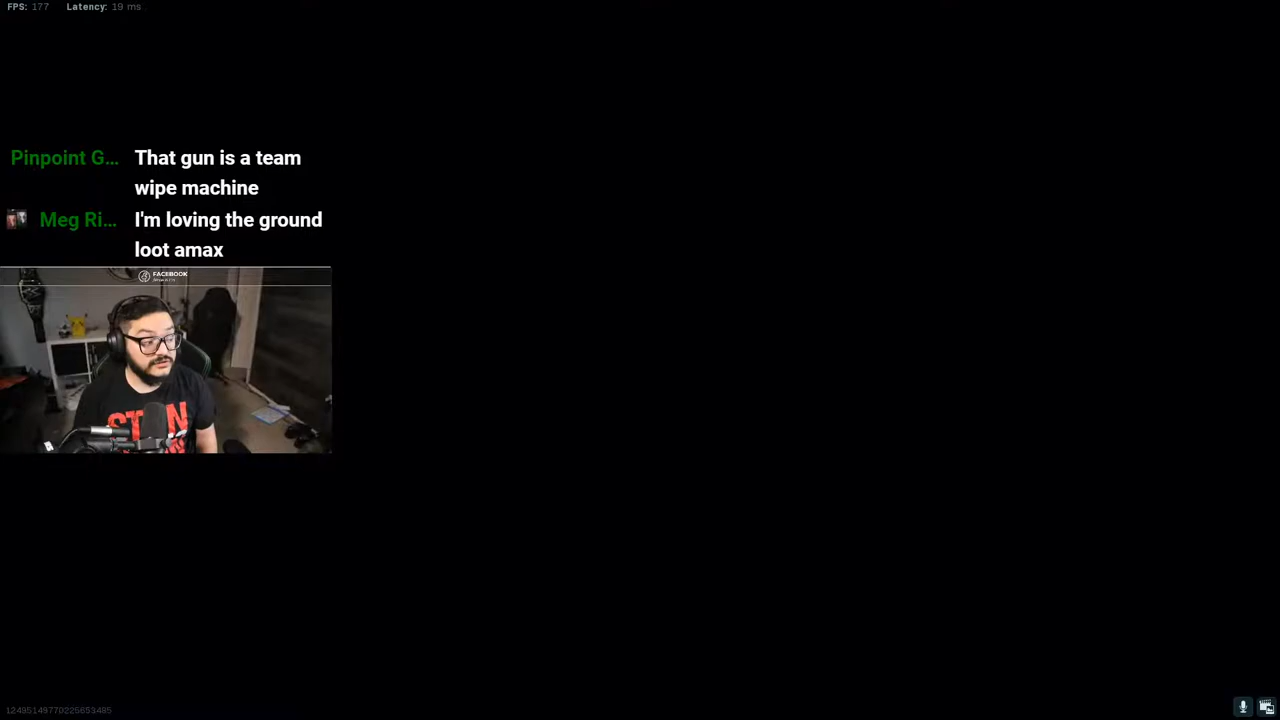 FPS: 177 Latency: 19 ms
Pinpoint G... That gun is a team
wipe machine
Meg Ri... I'm loving the ground
loot amax
FACEBOOK